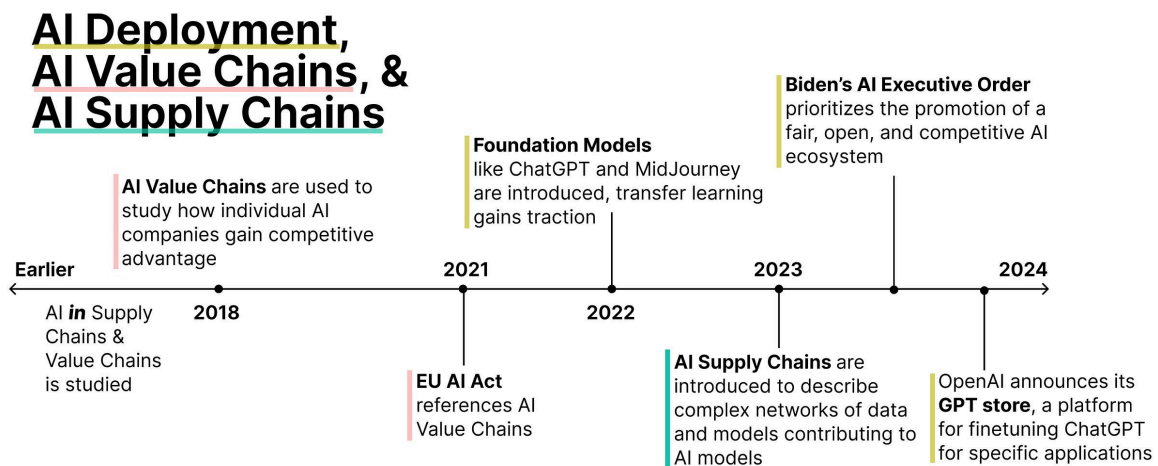 AI Deployment,
AI Value Chains, &
AI Supply Chains
Biden’s AI Executive Order
prioritizes the promotion of a
fair, open, and competitive AI
ecosystem
Foundation Models
like ChatGPT and MidJourney
are introduced, transfer learning
gains traction
AI Value Chains are used to
study how individual AI
companies gain competitive
advantage
Earlier
2021
2023
2024
AI in Supply
Chains &
Value Chains
is studied
2018
2022
EU AI Act
references AI
Value Chains
AI Supply Chains are
introduced to describe
complex networks of data
and models contributing to
AI models
OpenAI announces its
GPT store, a platform
for finetuning ChatGPT
for specific applications